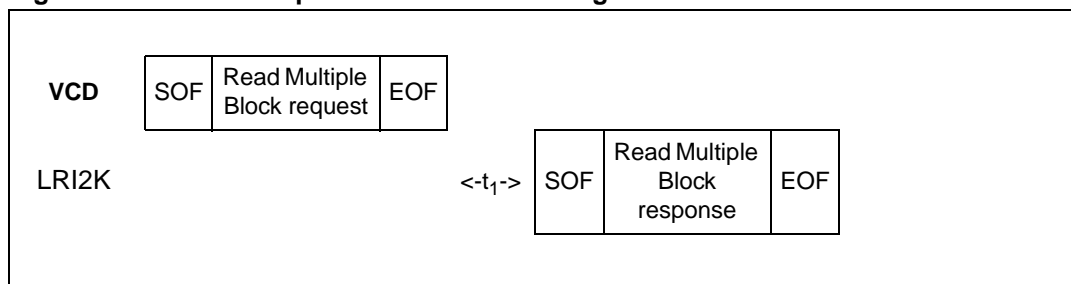 VCD SOF Read Multiple Block request EOF
LRI2K <-t₁-> SOF Read Multiple Block response EOF